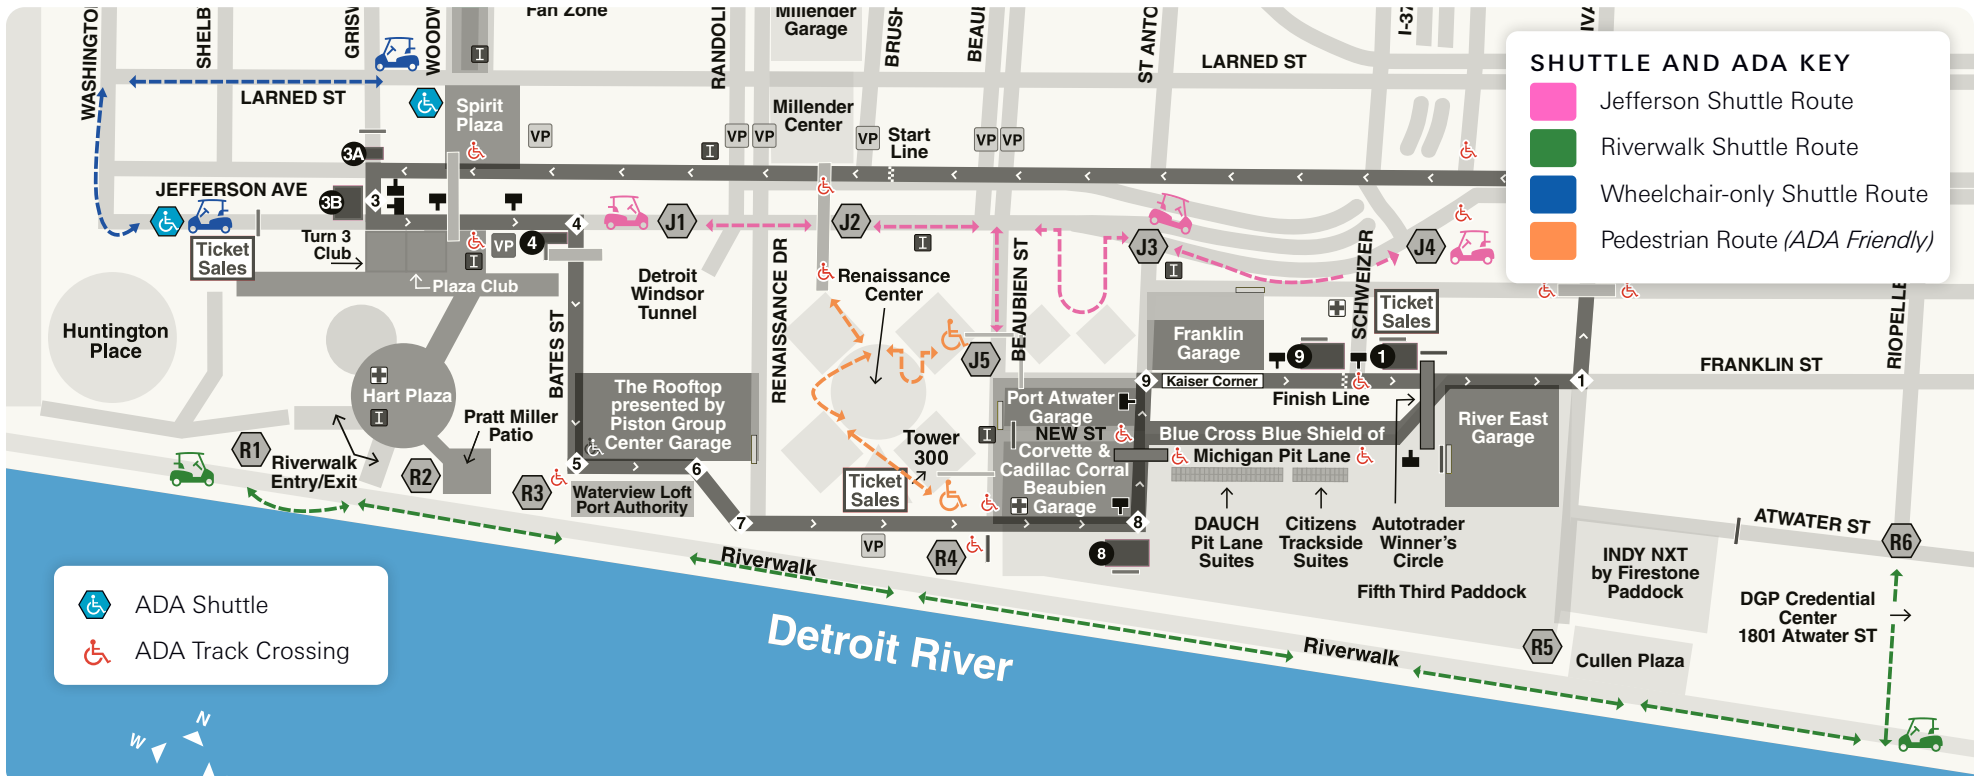 WASHINGTO
SHELB
GRISW
WOODW
Fan Zone
RANDOL
Millender
Garage
BRUSH
BEAU
ST ANTO
LARNED ST
I-37
IVA
SHUTTLE AND ADA KEY
Jefferson Shuttle Route
Riverwalk Shuttle Route
Wheelchair-only Shuttle Route
Pedestrian Route (ADA Friendly)
LARNED ST
Spirit
Plaza
Millender
Center
Start
Line
VP
VP
VP
VP
VP
VP
I
I
3A
3B
3
JEFFERSON AVE
Ticket
Sales
Turn 3
Club
VP
4
4
I
Plaza Club
J1
J2
I
J3
I
J4
Huntington
Place
Detroit
Windsor
Tunnel
RENAISSANCE DR
Renaissance
Center
BEAUBIEN ST
J5
SCHWEIZER
Ticket
Sales
Franklin
Garage
9
1
RIOPELLE
FRANKLIN ST
BATES ST
Hart Plaza
I
The Rooftop
presented by
Piston Group
Center Garage
Pratt Miller
Patio
9
Kaiser Corner
1
Finish Line
Port Atwater
Garage
NEW ST
I
Corvette &
Cadillac Corral
Beaubien
Garage
Blue Cross Blue Shield of
Michigan Pit Lane
River East
Garage
Tower
300
Ticket
Sales
R1
Riverwalk
Entry/Exit
R2
R3
5
6
Waterview Loft
Port Authority
7
8
8
VP
R4
DAUCH
Pit Lane
Suites
Citizens
Trackside
Suites
Autotrader
Winner's
Circle
Fifth Third Paddock
ATWATER ST
INDY NXT
by Firestone
Paddock
R6
DGP Credential
Center
1801 Atwater ST
R5
Cullen Plaza
Riverwalk
Riverwalk
Detroit River
ADA Shuttle
ADA Track Crossing
N
W